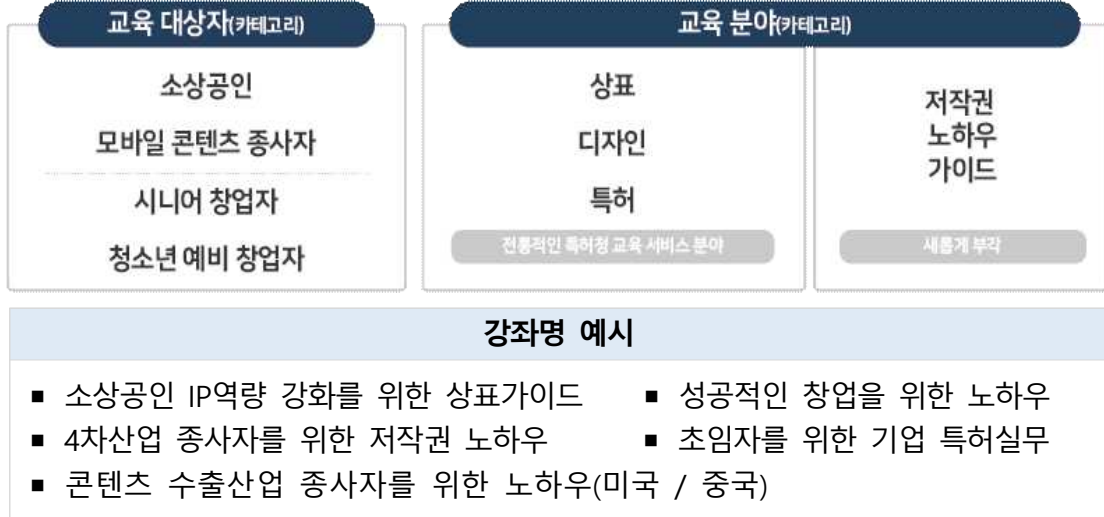 교육 대상자(카테고리)
소상공인
모바일 콘텐츠 종사자
시니어 창업자
청소년 예비 창업자
교육 분야(카테고리)
상표
디자인
특허
전통적인 특허청 교육 서비스 분야
저작권
노하우
가이드
새롭게 부각
강좌명 예시
▪ 소상공인 IP역량 강화를 위한 상표가이드
▪ 성공적인 창업을 위한 노하우
▪ 4차산업 종사자를 위한 저작권 노하우
▪ 초임자를 위한 기업 특허실무
▪ 콘텐츠 수출산업 종사자를 위한 노하우(미국 / 중국)